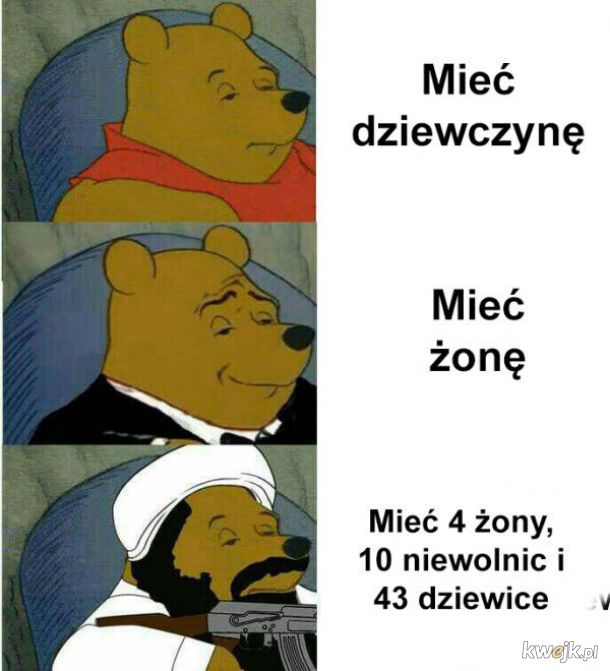 Mieć
dziewczynę
Mieć
żonę
Mieć 4 żony,
10 niewolnic i
43 dziewice
kwejk.pl